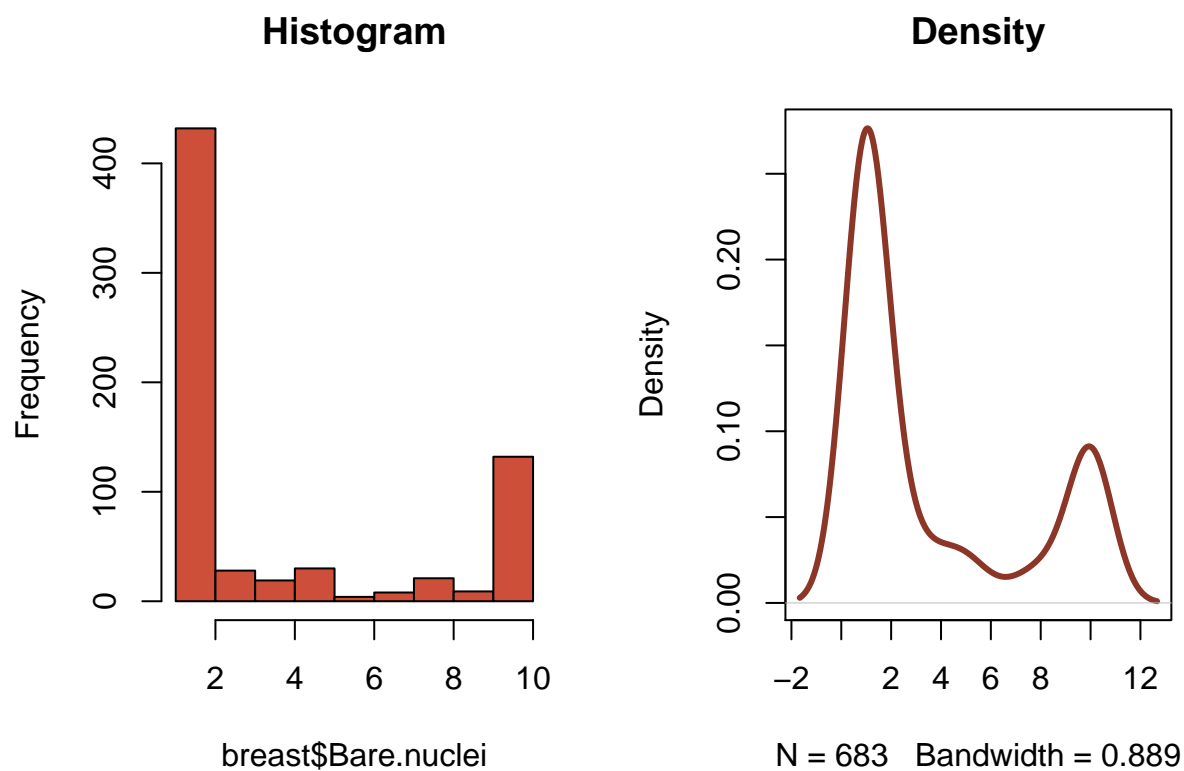 Histogram
Frequency
0
100
200
300
400
2 4 6 8 10
breast$Bare.nuclei
Density
Density
0.00
0.10
0.20
−2 2 4 6 8 12
N = 683 Bandwidth = 0.889